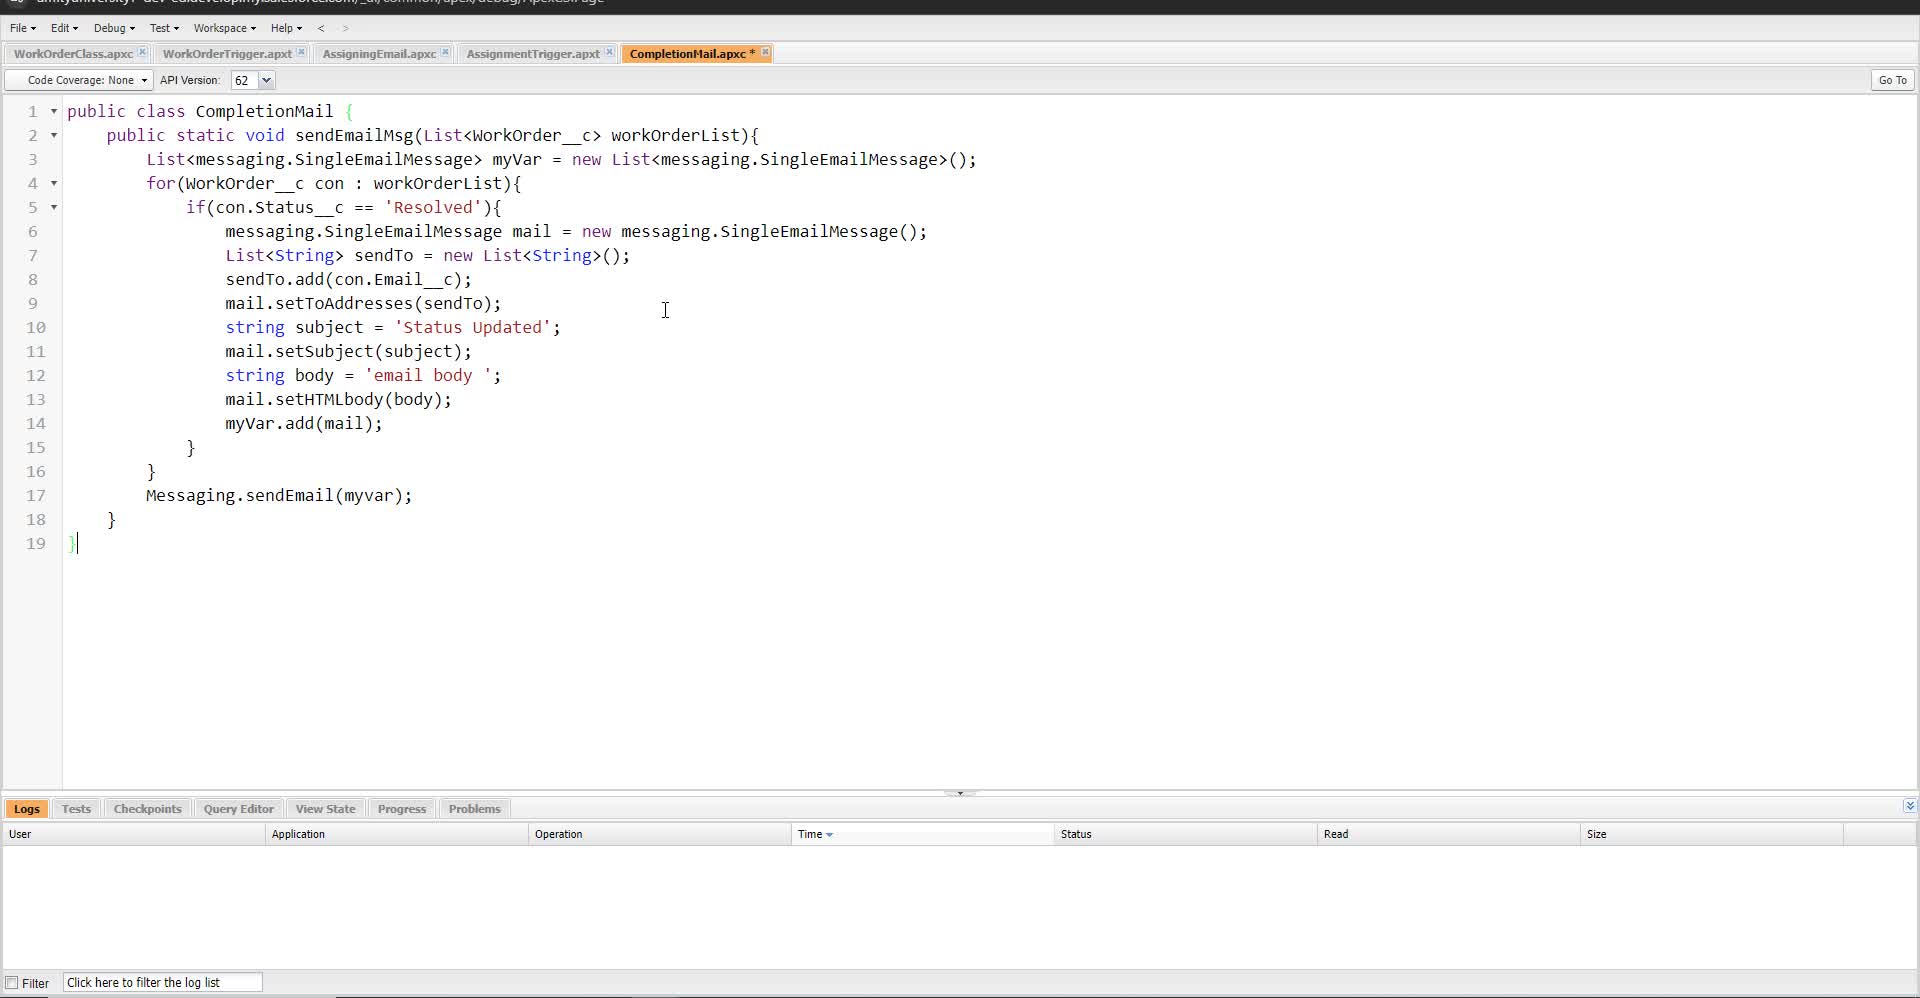 File Edit Debug Test Workspace Help < >
WorkOrderClass.apxc WorkOrderTrigger.apxt AssigningEmail.apxc AssignmentTrigger.apxt CompletionMail.apxc *
Code Coverage: None API Version: 62 Go To
1 public class CompletionMail {
2 public static void sendEmailMsg(List<WorkOrder__c> workOrderList){
3 List<messaging.SingleEmailMessage> myVar = new List<messaging.SingleEmailMessage>();
4 for(WorkOrder__c con : workOrderList){
5 if(con.Status__c == 'Resolved'){
6 messaging.SingleEmailMessage mail = new messaging.SingleEmailMessage();
7 List<String> sendTo = new List<String>();
8 sendTo.add(con.Email__c);
9 mail.setToAddresses(sendTo);
10 string subject = 'Status Updated';
11 mail.setSubject(subject);
12 string body = 'email body ';
13 mail.setHTMLbody(body);
14 myVar.add(mail);
15 }
16 }
17 Messaging.sendEmail(myvar);
18 }
19 }
Logs Tests Checkpoints Query Editor View State Progress Problems
User Application Operation Time Status Read Size
Filter Click here to filter the log list